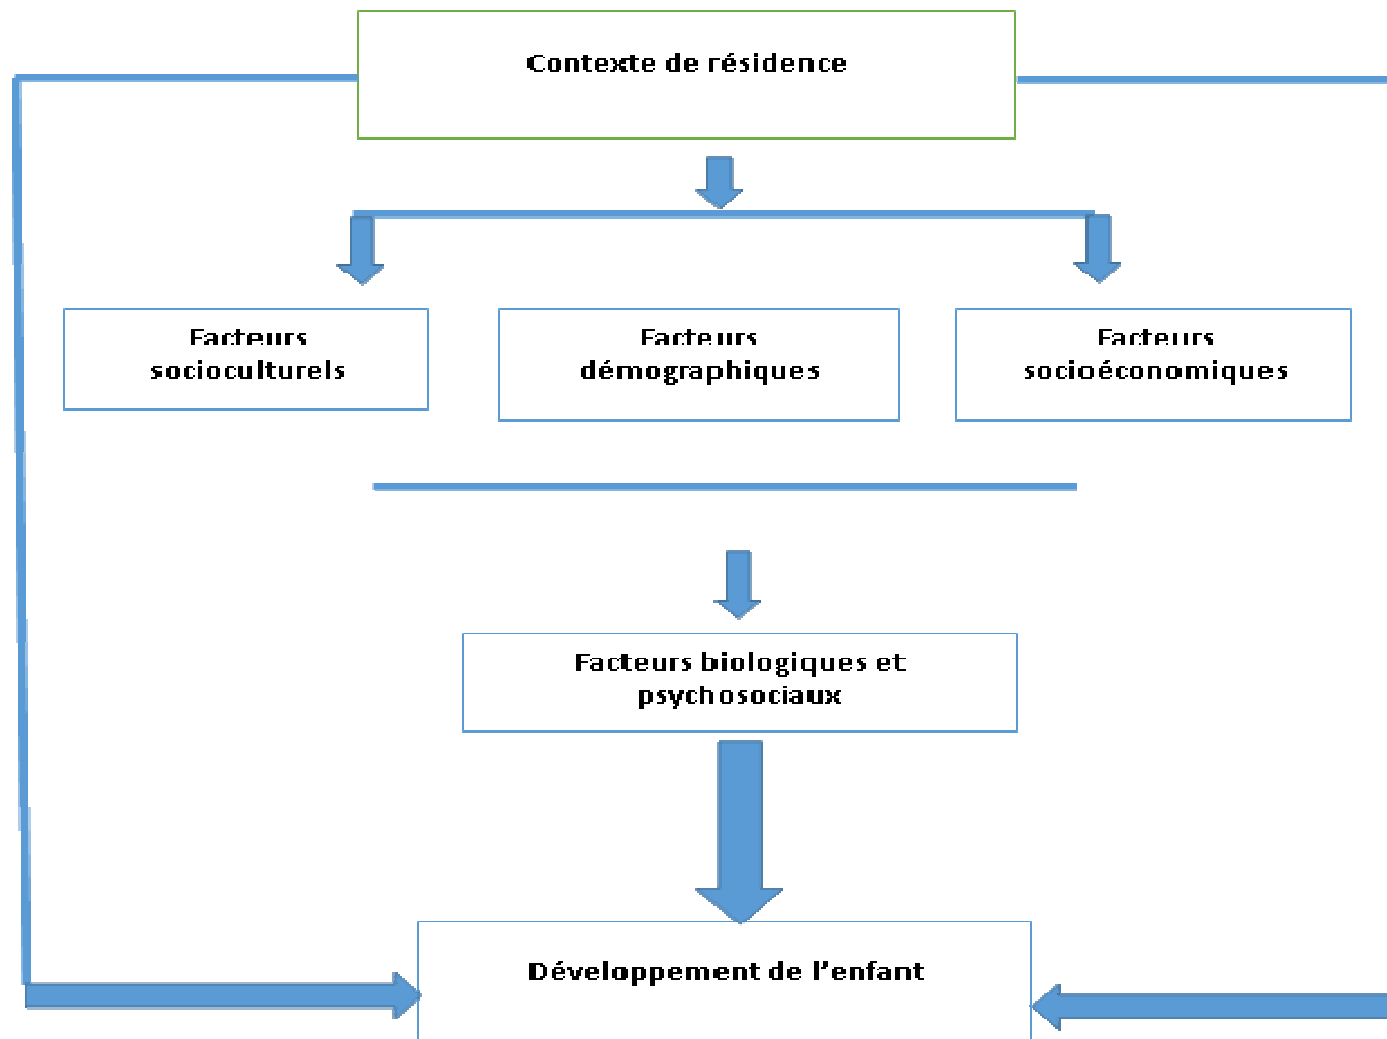 Contexte de résidence
Facteurs
socioculturels
Facteurs
démographiques
Facteurs
socioéconomiques
Facteurs biologiques et
psychosociaux
Développement de l'enfant